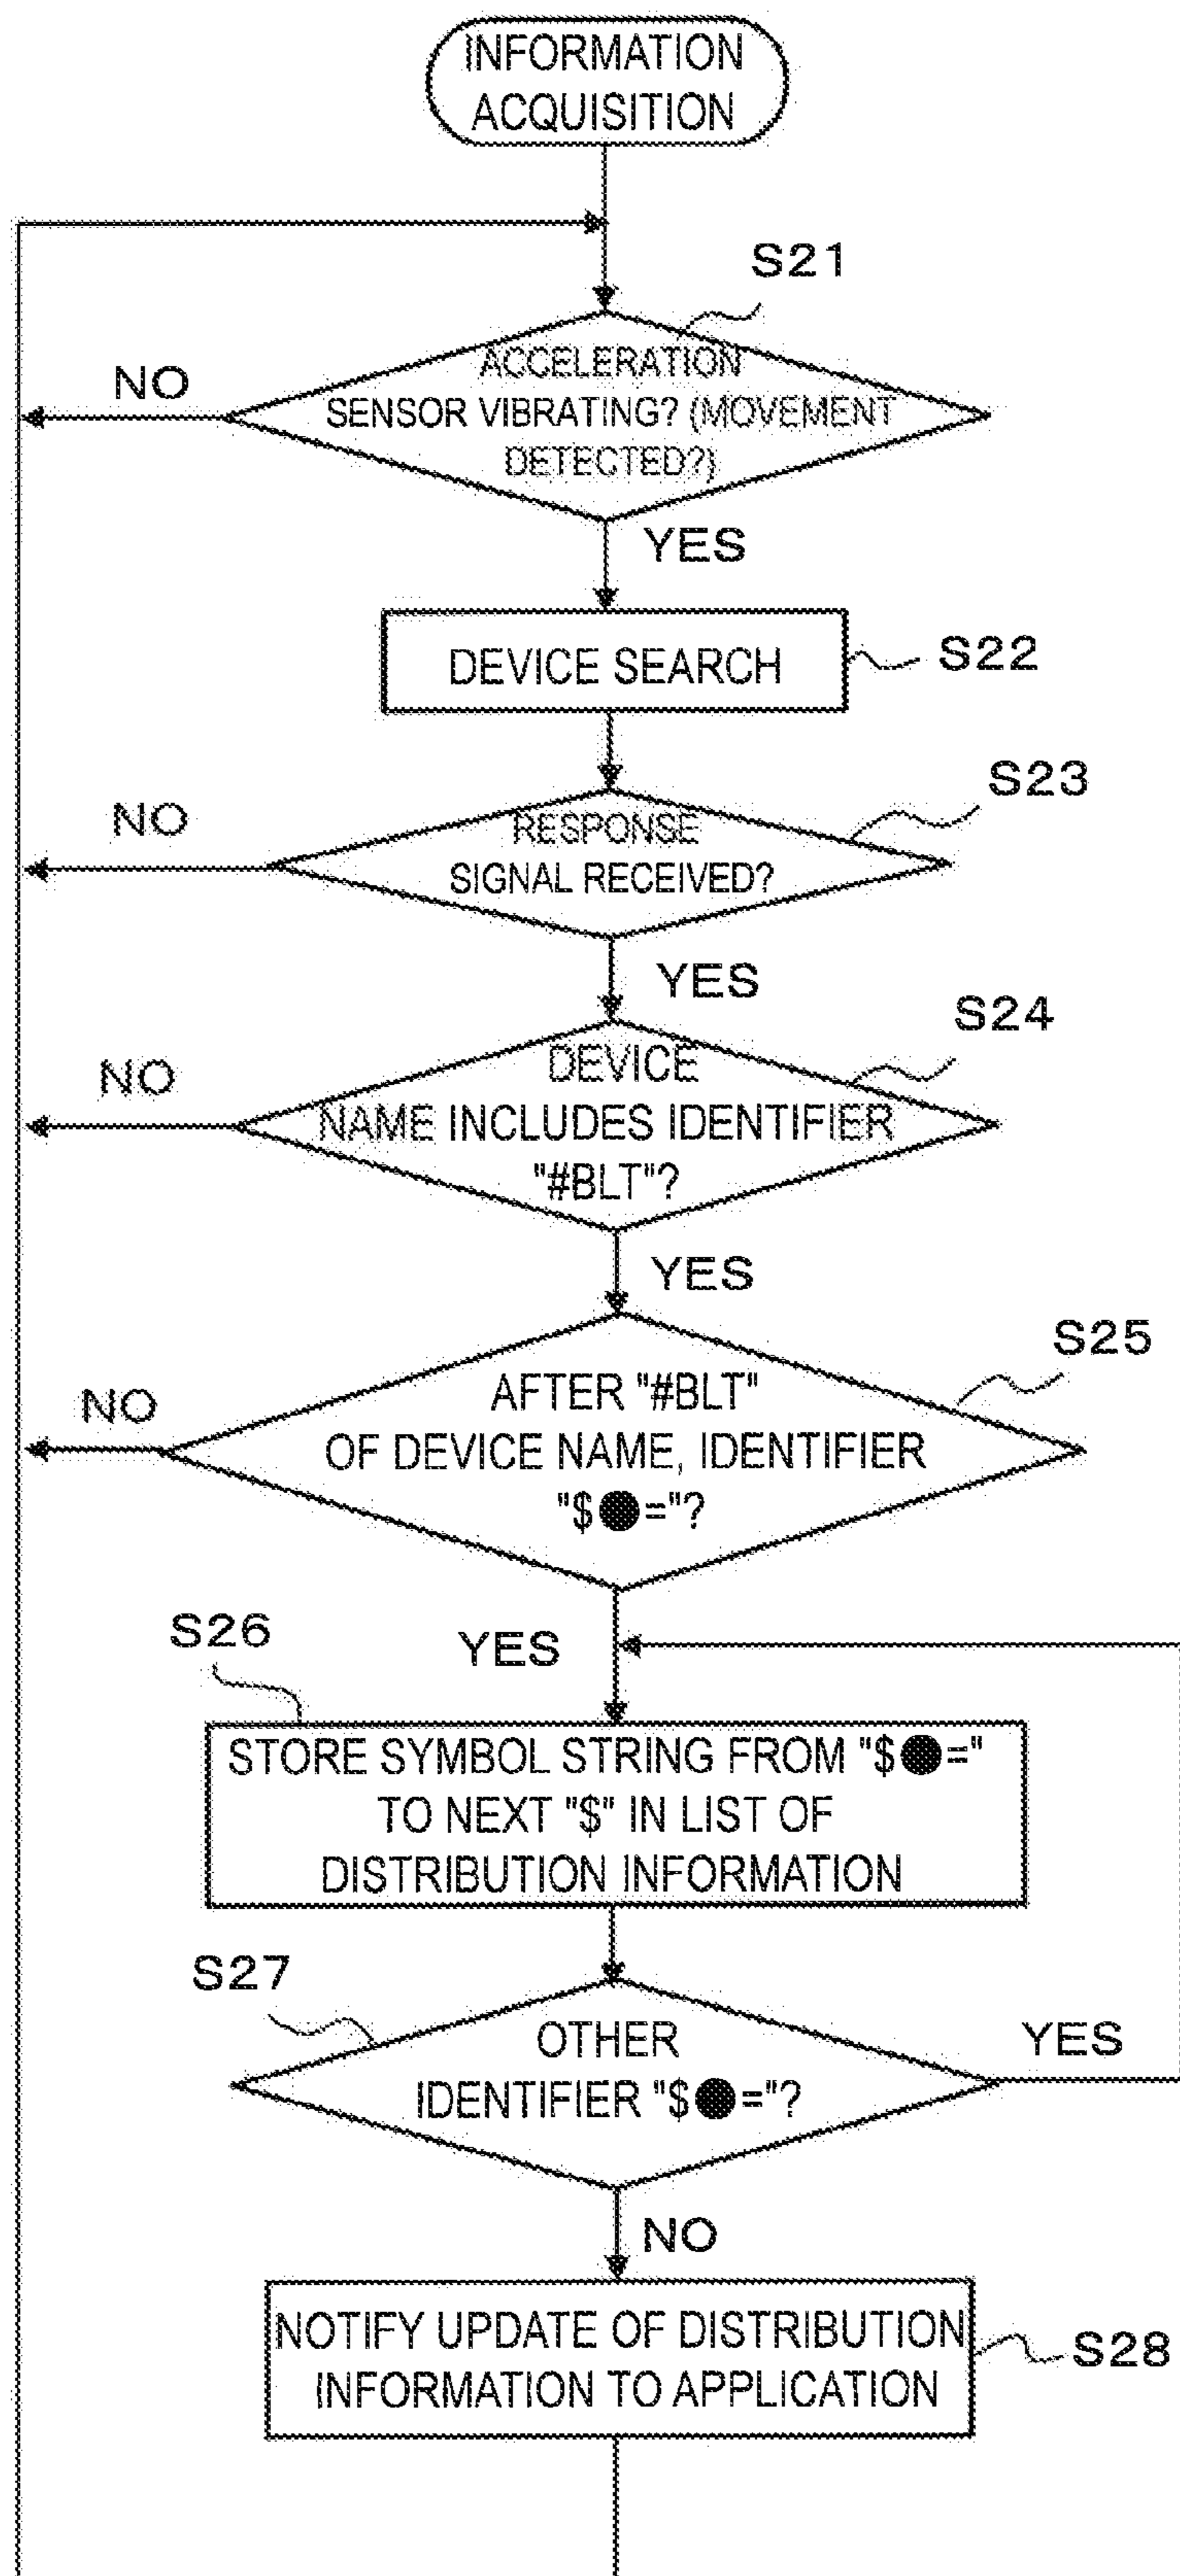 INFORMATION
ACQUISITION
S21
ACCELERATION
SENSOR VIBRATING? (MOVEMENT
DETECTED?)
NO
YES
DEVICE SEARCH
S22
S23
RESPONSE
SIGNAL RECEIVED?
NO
YES
S24
DEVICE
NAME INCLUDES IDENTIFIER
"#BLT"?
NO
YES
S25
AFTER "#BLT"
OF DEVICE NAME, IDENTIFIER
"$●="?
NO
YES
S26
STORE SYMBOL STRING FROM "$●="
TO NEXT "$" IN LIST OF
DISTRIBUTION INFORMATION
S27
OTHER
IDENTIFIER "$●="?
YES
NO
NOTIFY UPDATE OF DISTRIBUTION
INFORMATION TO APPLICATION
S28